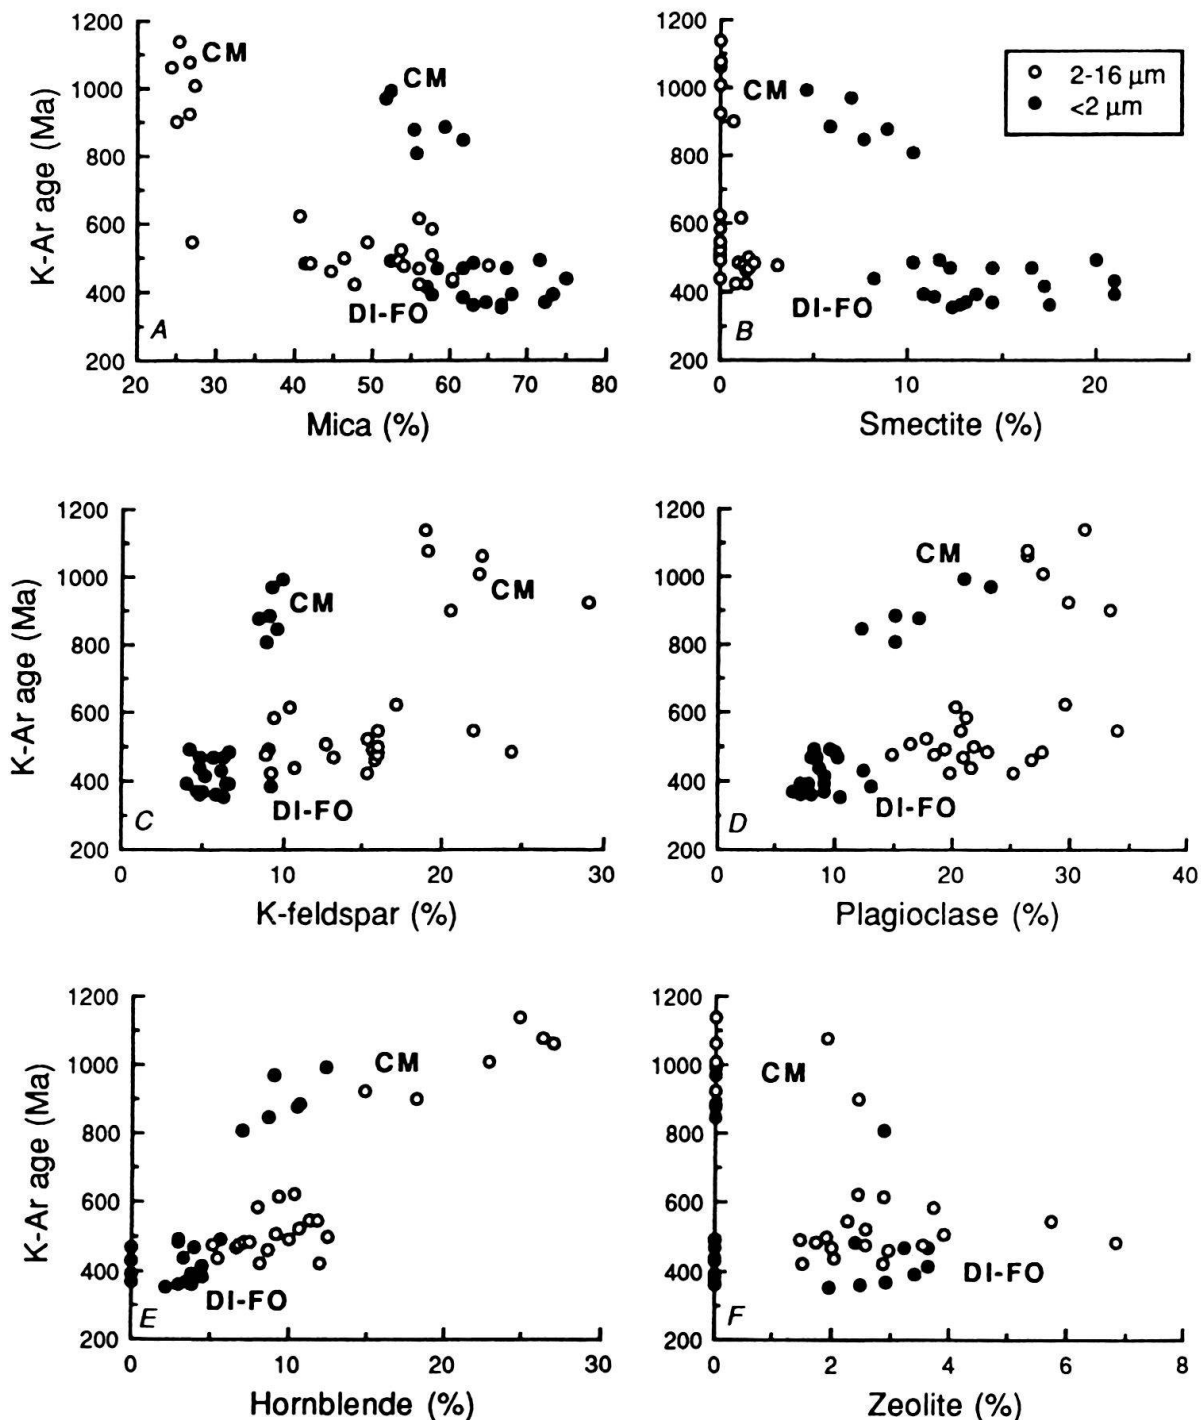 1200
1000
800
600
400
200
K-Ar age (Ma)
CM
CM
DI-FO
A
20 30 40 50 60 70 80
Mica (%)
1200
1000
800
600
400
200
CM
DI-FO
B
2-16 µm
<2 µm
0 10 20
Smectite (%)
1200
1000
800
600
400
200
K-Ar age (Ma)
CM
CM
DI-FO
C
0 10 20 30
K-feldspar (%)
1200
1000
800
600
400
200
CM
DI-FO
D
0 10 20 30 40
Plagioclase (%)
1200
1000
800
600
400
200
K-Ar age (Ma)
CM
DI-FO
E
0 10 20 30
Hornblende (%)
1200
1000
800
600
400
200
CM
DI-FO
F
0 2 4 6 8
Zeolite (%)